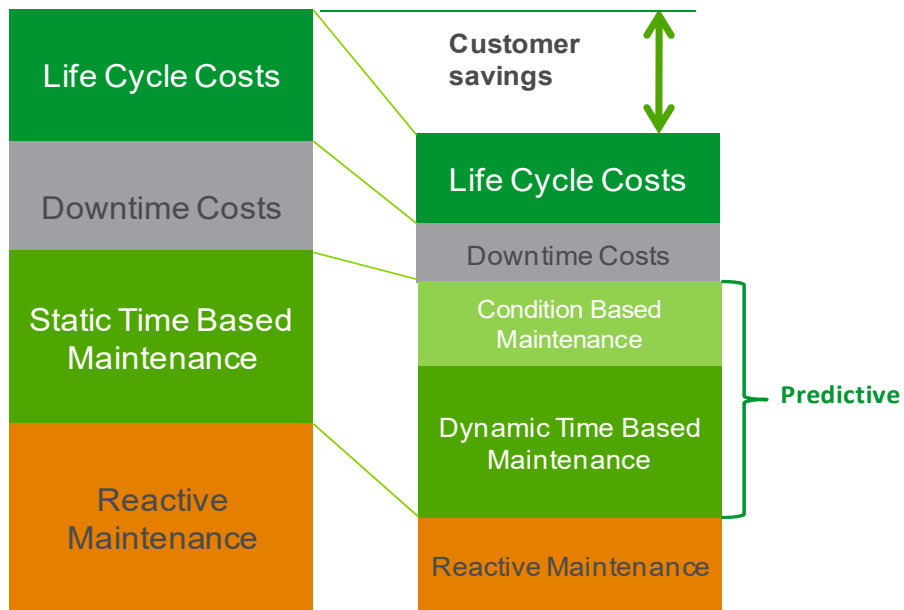 Life Cycle Costs
Downtime Costs
Static Time Based
Maintenance
Reactive
Maintenance
Customer
savings
Life Cycle Costs
Downtime Costs
Condition Based
Maintenance
Dynamic Time Based
Maintenance
Reactive Maintenance
Predictive